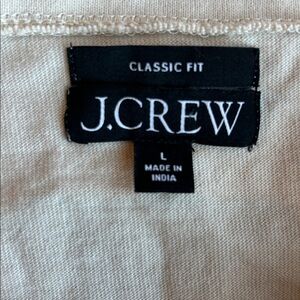 CLASSIC FIT
J.CREW
L
MADE IN
INDIA